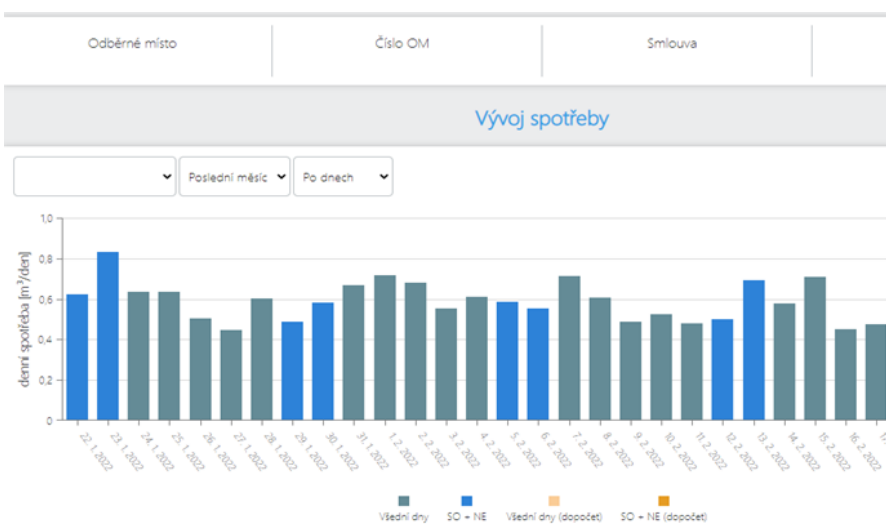 Odběrné místo
Číslo OM
Smlouva
Vývoj spotřeby
Poslední měsíc
Po dnech
denní spotřeba [m³/den]
1,0
0,8
0,6
0,4
0,2
0
22. 1. 2022
23. 1. 2022
24. 1. 2022
25. 1. 2022
26. 1. 2022
27. 1. 2022
28. 1. 2022
29. 1. 2022
30. 1. 2022
31. 1. 2022
1. 2. 2022
2. 2. 2022
3. 2. 2022
4. 2. 2022
5. 2. 2022
6. 2. 2022
7. 2. 2022
8. 2. 2022
9. 2. 2022
10. 2. 2022
11. 2. 2022
12. 2. 2022
13. 2. 2022
14. 2. 2022
15. 2. 2022
16. 2. 2022
Všední dny
SO + NE
Všední dny (dopočet)
SO + NE (dopočet)